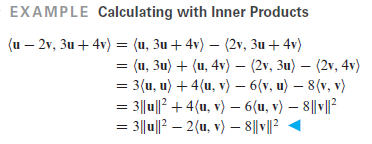 EXAMPLE Calculating with Inner Products
⟨u − 2v, 3u + 4v⟩ = ⟨u, 3u + 4v⟩ − ⟨2v, 3u + 4v⟩
= ⟨u, 3u⟩ + ⟨u, 4v⟩ − ⟨2v, 3u⟩ − ⟨2v, 4v⟩
= 3⟨u, u⟩ + 4⟨u, v⟩ − 6⟨v, u⟩ − 8⟨v, v⟩
= 3‖u‖² + 4⟨u, v⟩ − 6⟨u, v⟩ − 8‖v‖²
= 3‖u‖² − 2⟨u, v⟩ − 8‖v‖² ◀